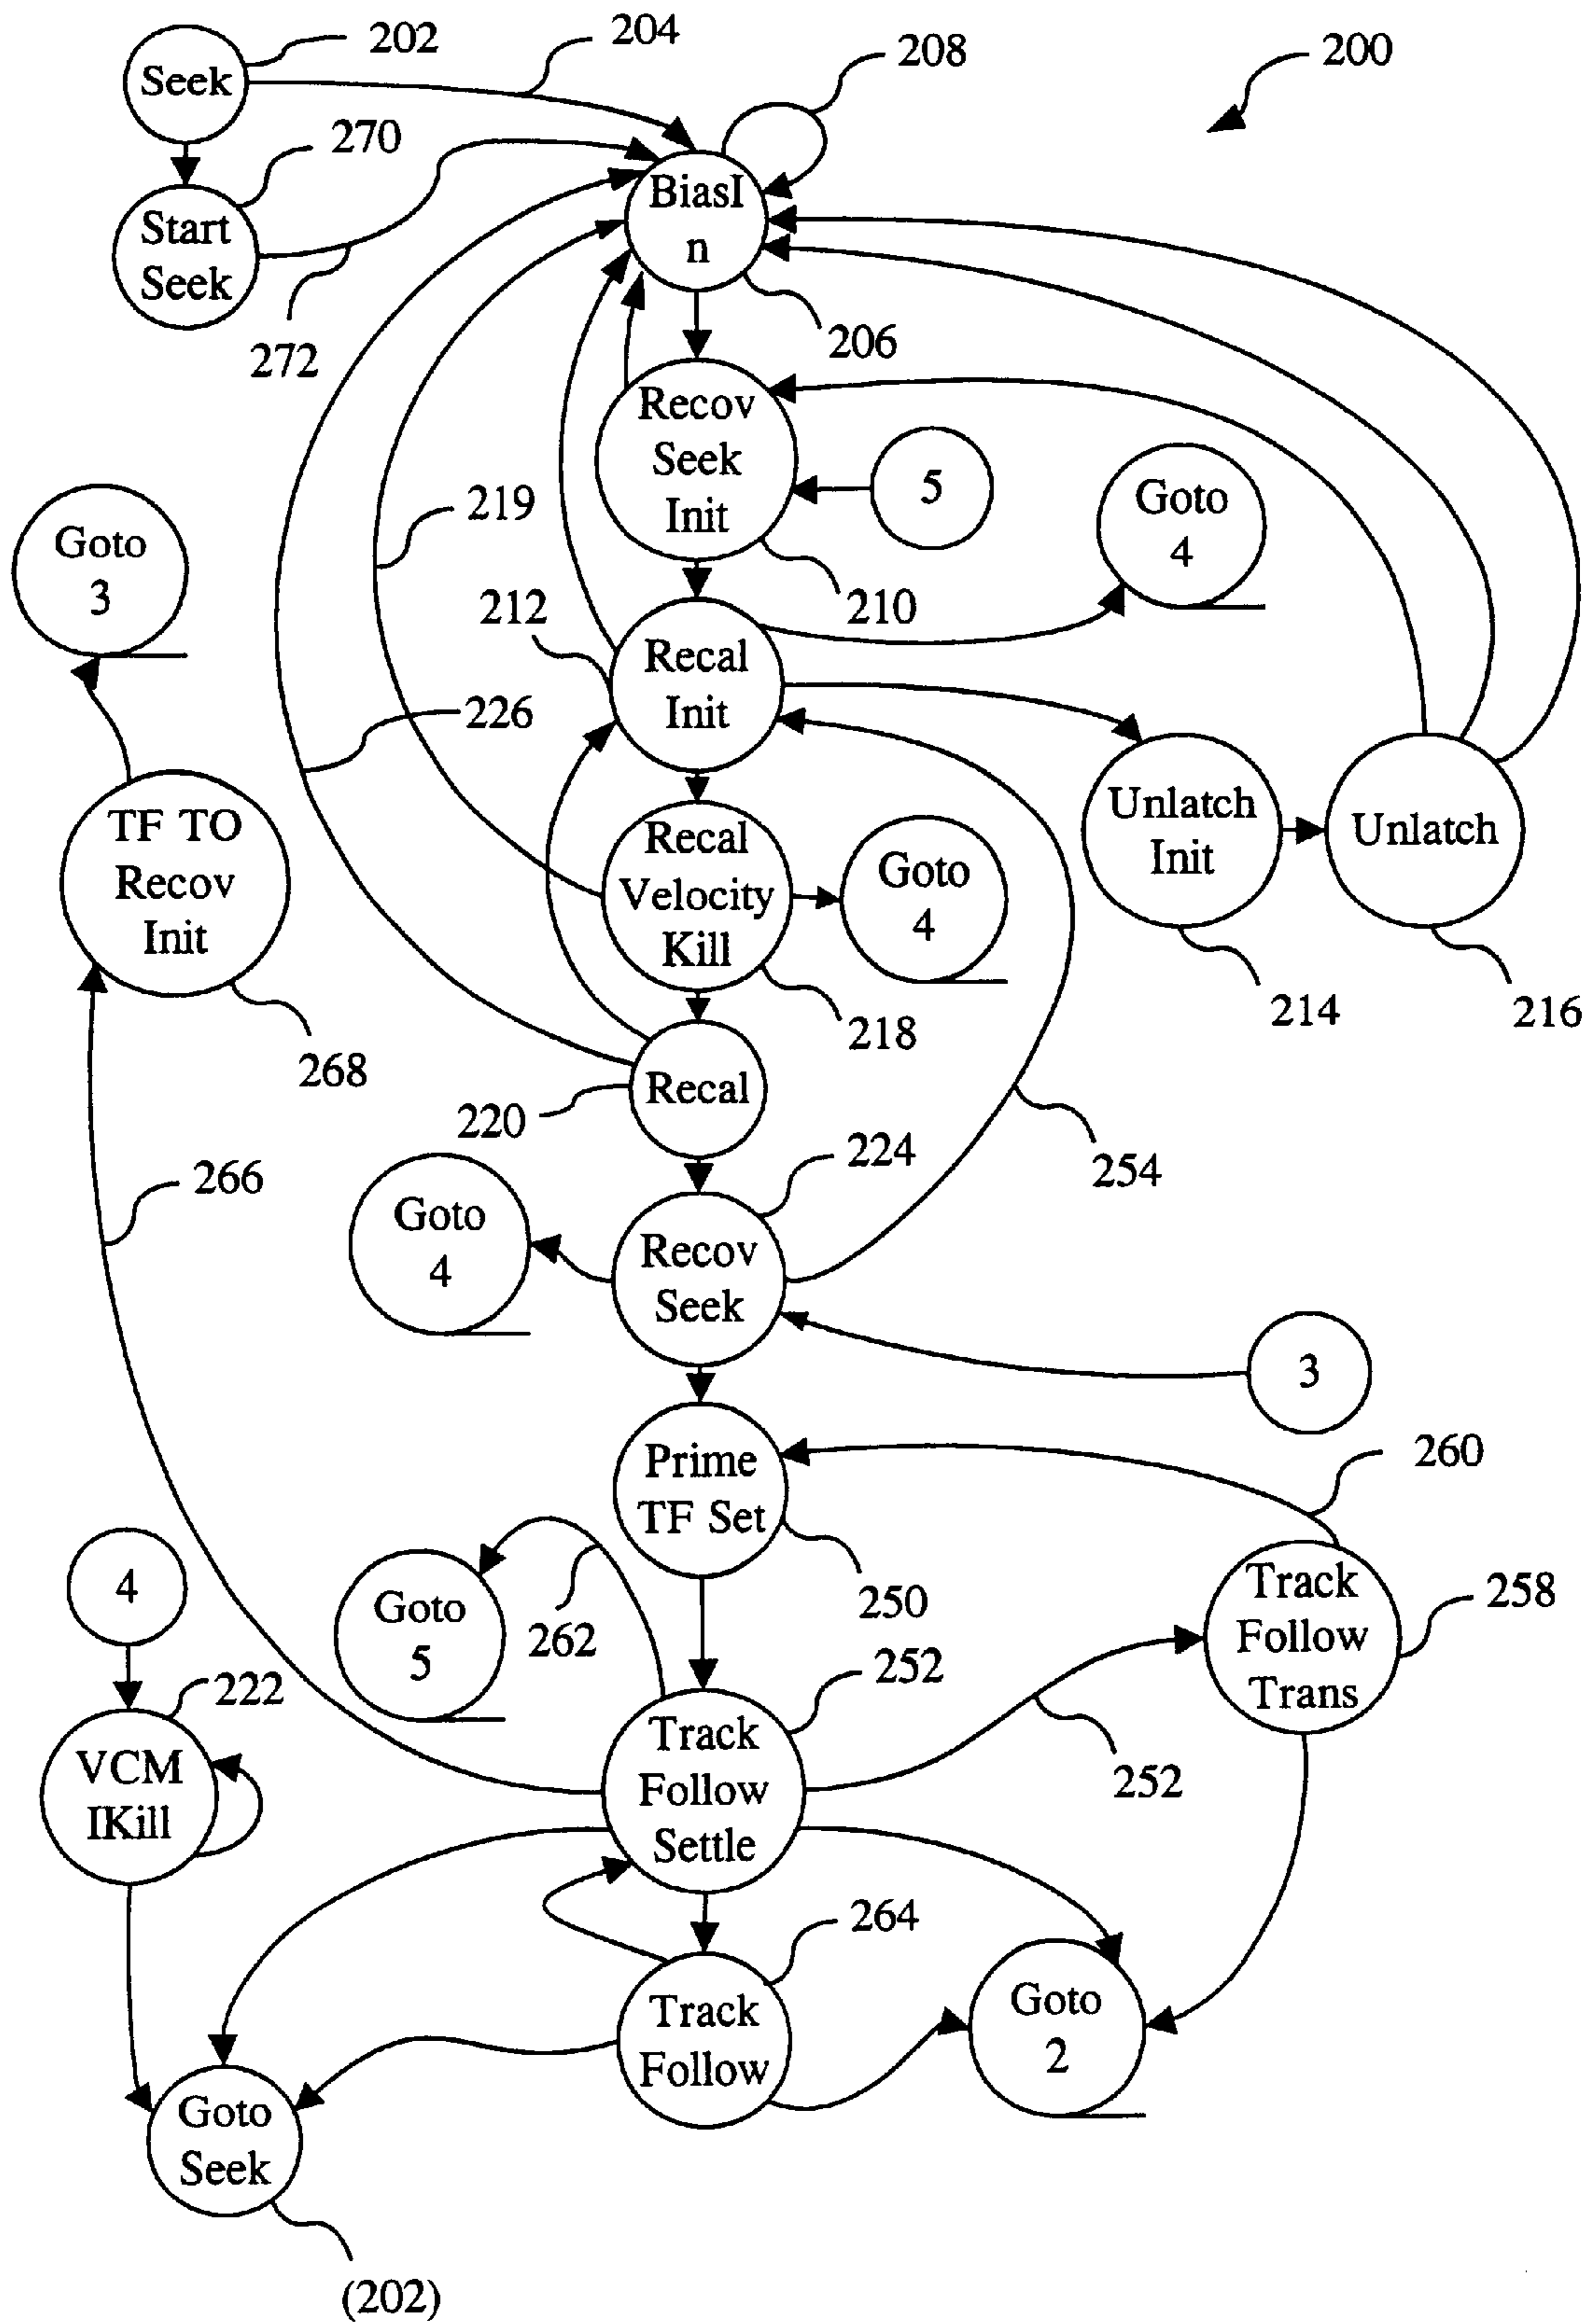 202
204
208
200
Seek
270
BiasI
n
Start
Seek
272
206
Recov
Seek
Init
5
Goto
4
219
Goto
3
210
212
Recal
Init
226
Unlatch
Init
Unlatch
TF TO
Recov
Init
Recal
Velocity
Kill
Goto
4
214
216
218
268
Recal
220
224
254
266
Goto
4
Recov
Seek
3
Prime
TF Set
260
4
Goto
5
262
250
Track
Follow
Trans
258
222
252
Track
Follow
Settle
252
VCM
IKill
264
Track
Follow
Goto
2
Goto
Seek
(202)